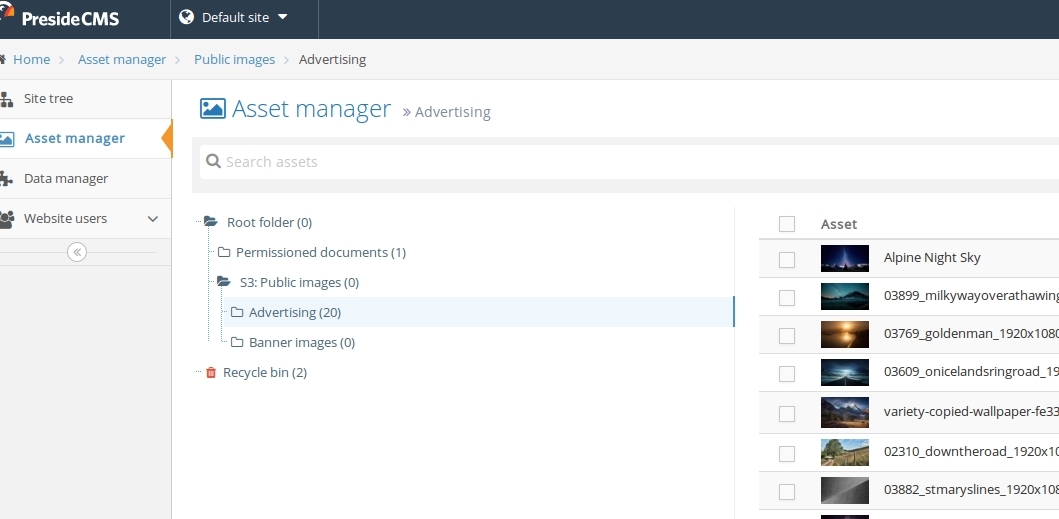 PresideCMS
Default site
Home
Asset manager
Public images
Advertising
Site tree
Asset manager
Data manager
Website users
Asset manager
» Advertising
Search assets
Root folder (0)
Permissioned documents (1)
S3: Public images (0)
Advertising (20)
Banner images (0)
Recycle bin (2)
Asset
Alpine Night Sky
03899_milkywayoverathawing
03769_goldenman_1920x1080
03609_onicelandsringroad_19
variety-copied-wallpaper-fe33
02310_downtheroad_1920x10
03882_stmaryslines_1920x108